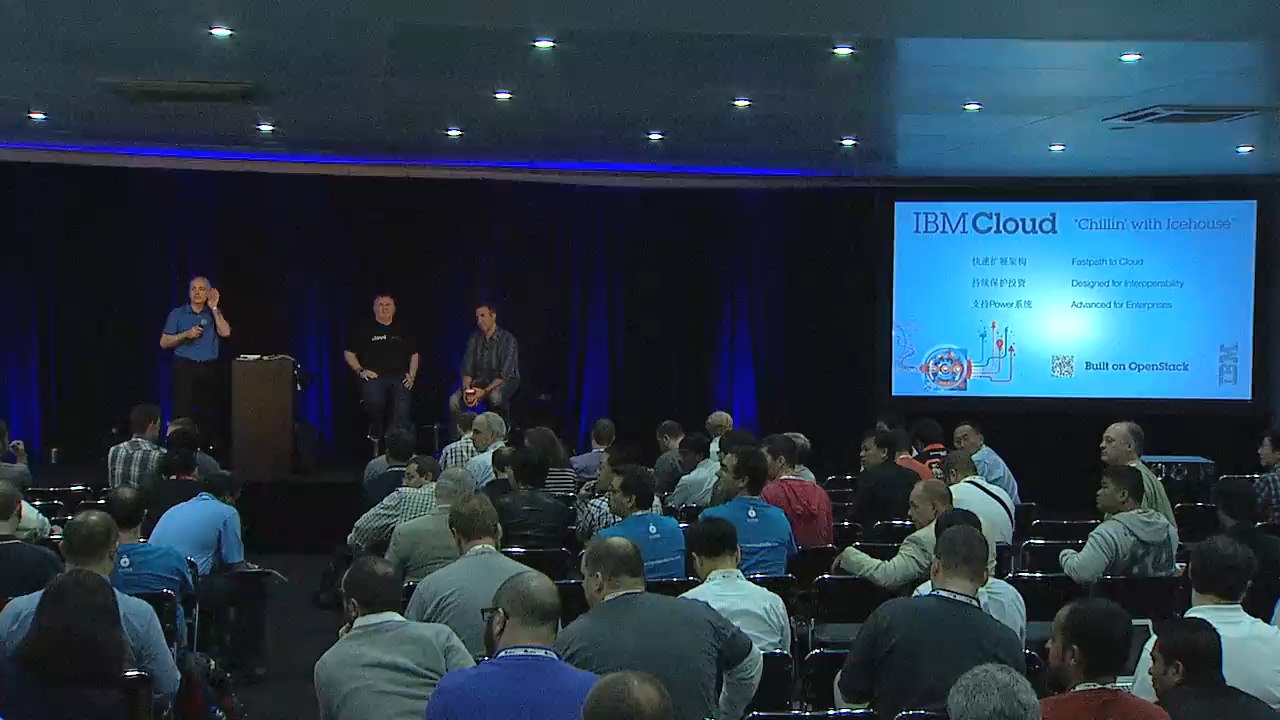 IBM Cloud "Chillin' with Icehouse"
快速扩展架构 Fastpath to Cloud
持续保护投资 Designed for Interoperability
支持Power系统 Advanced for Enterprises
Built on OpenStack
IBM